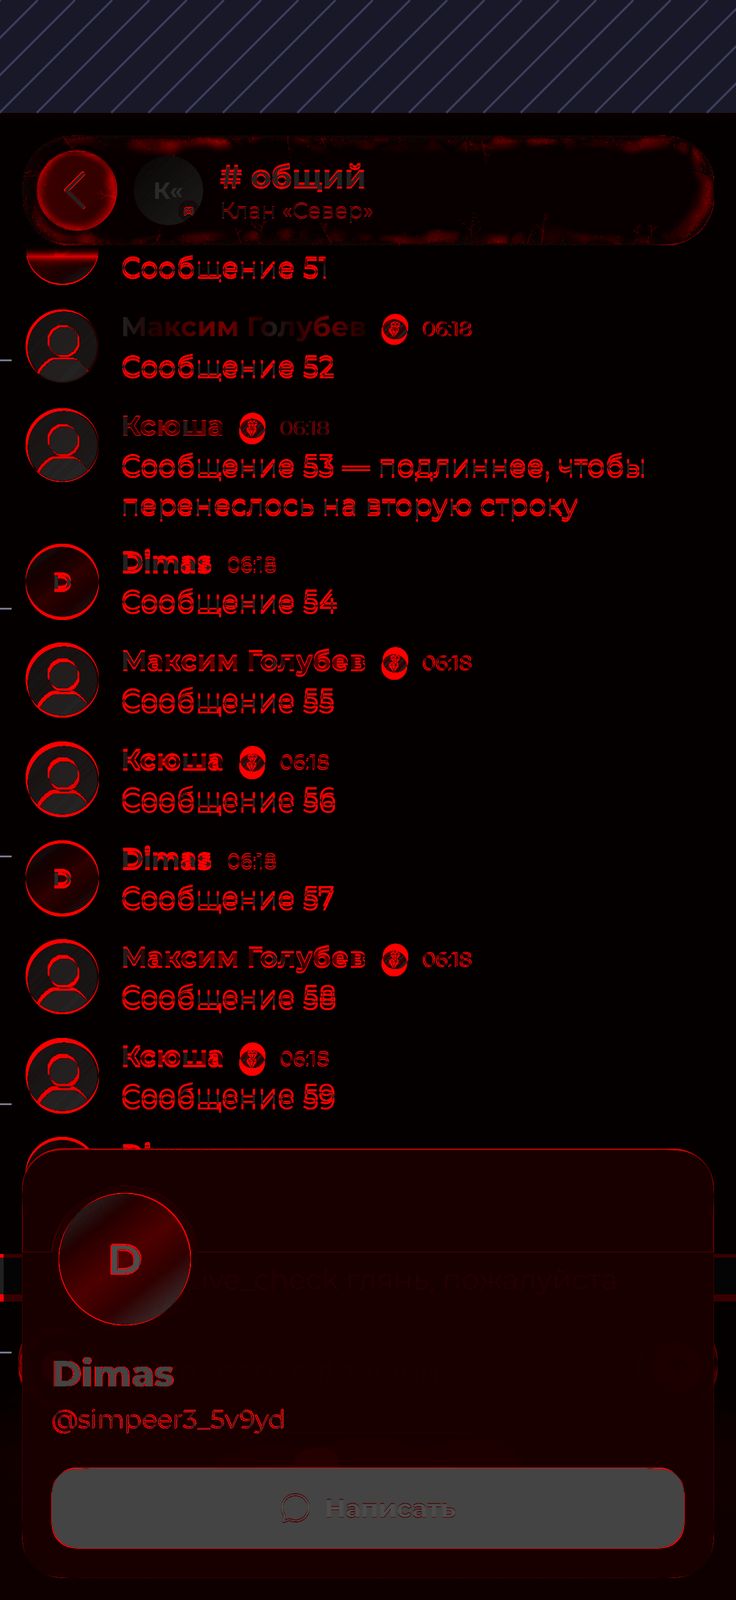 K«
# общий
Клан «Север»
Сообщение 51
Максим Голубев 06:18
Сообщение 52
Ксюша 06:18
Сообщение 53 — подлиннее, чтобы
перенеслось на вторую строку
D
Dimas 06:18
Сообщение 54
Максим Голубев 06:18
Сообщение 55
Ксюша 06:18
Сообщение 56
D
Dimas 06:18
Сообщение 57
Максим Голубев 06:18
Сообщение 58
Ксюша 06:18
Сообщение 59
D
ive_check глянь, пожалуйста
Dimas
@simpeer3_5v9yd
Написать